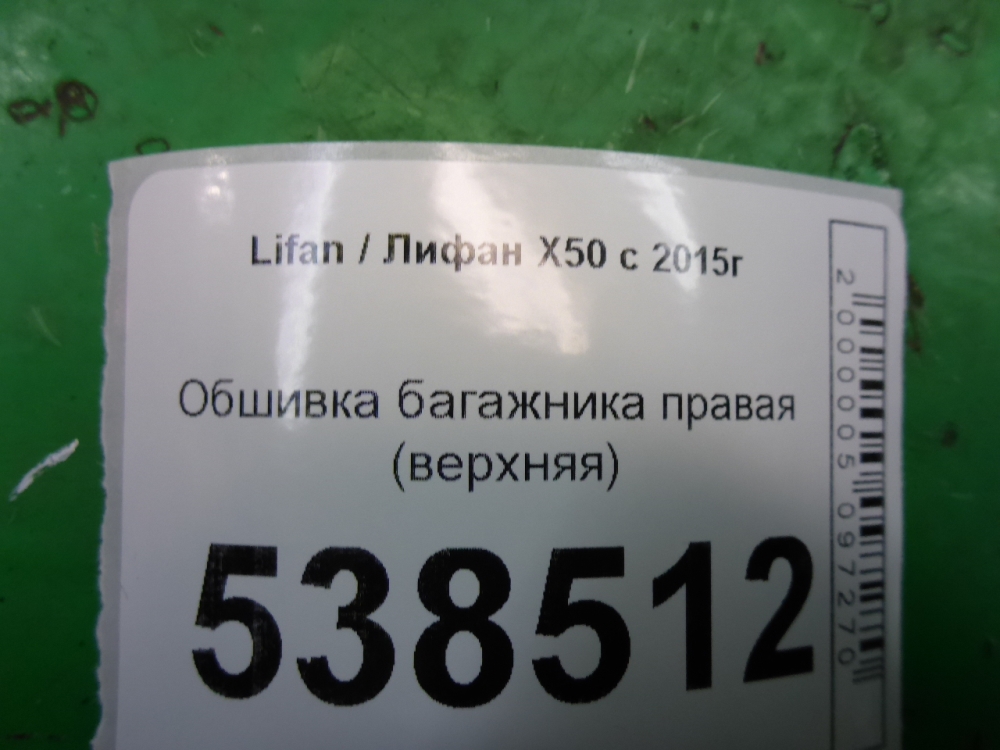 Lifan / Лифан X50 с 2015г
Обшивка багажника правая
(верхняя)
538512
2000005097270